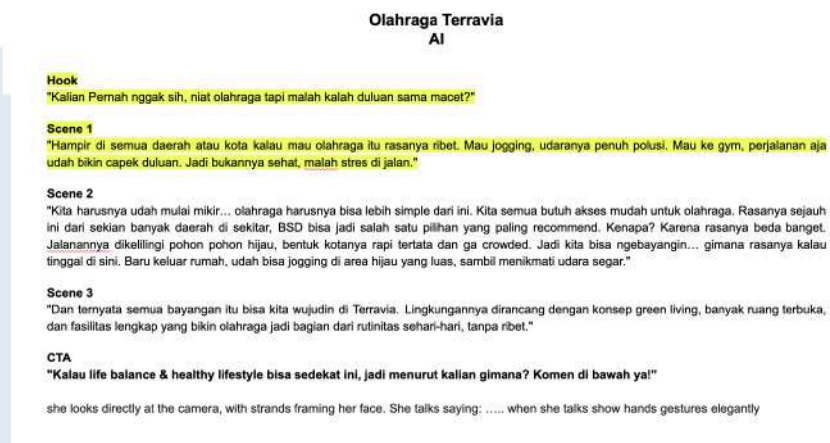 Olahraga Terravia
AI
Hook
"Kalian Pernah nggak sih, niat olahraga tapi malah kalah duluan sama macet?"
Scene 1
"Hampir di semua daerah atau kota kalau mau olahraga itu rasanya ribet. Mau jogging, udaranya penuh polusi. Mau ke gym, perjalanan aja
udah bikin capek duluan. Jadi bukannya sehat, malah stres di jalan."
Scene 2
"Kita harusnya udah mulai mikir... olahraga harusnya bisa lebih simple dari ini. Kita semua butuh akses mudah untuk olahraga. Rasanya sejauh
ini dari sekian banyak daerah di sekitar, BSD bisa jadi salah satu pilihan yang paling recommend. Kenapa? Karena rasanya beda banget.
Jalanannya dikelilingi pohon pohon hijau, bentuk kotanya rapi tertata dan ga crowded. Jadi kita bisa ngebayangin... gimana rasanya kalau
tinggal di sini. Baru keluar rumah, udah bisa jogging di area hijau yang luas, sambil menikmati udara segar."
Scene 3
"Dan ternyata semua bayangan itu bisa kita wujudin di Terravia. Lingkungannya dirancang dengan konsep green living, banyak ruang terbuka,
dan fasilitas lengkap yang bikin olahraga jadi bagian dari rutinitas sehari-hari, tanpa ribet."
CTA
"Kalau life balance & healthy lifestyle bisa sedekat ini, jadi menurut kalian gimana? Komen di bawah ya!"
she looks directly at the camera, with strands framing her face. She talks saying: ..... when she talks show hands gestures elegantly